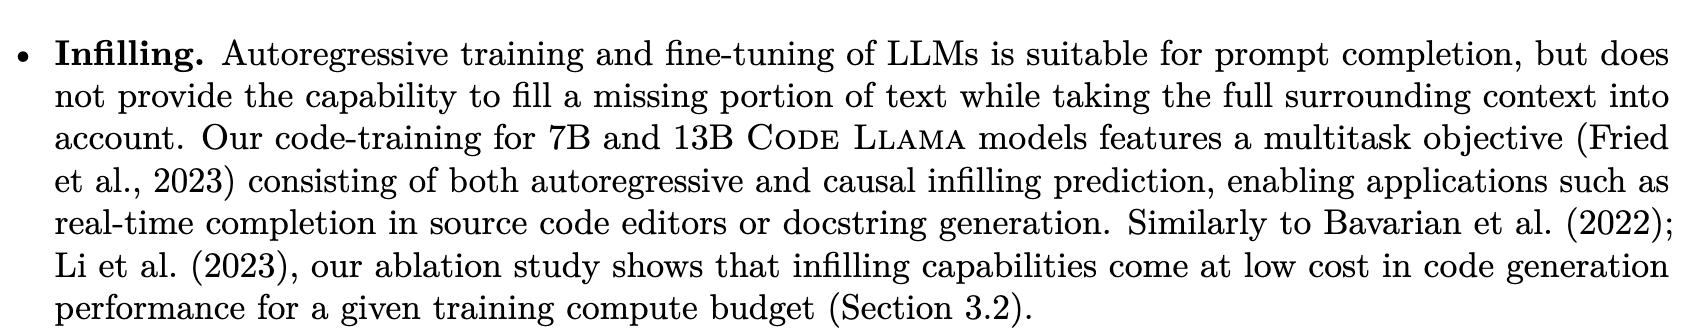 • Infilling. Autoregressive training and fine-tuning of LLMs is suitable for prompt completion, but does
not provide the capability to fill a missing portion of text while taking the full surrounding context into
account. Our code-training for 7B and 13B CODE LLAMA models features a multitask objective (Fried
et al., 2023) consisting of both autoregressive and causal infilling prediction, enabling applications such as
real-time completion in source code editors or docstring generation. Similarly to Bavarian et al. (2022);
Li et al. (2023), our ablation study shows that infilling capabilities come at low cost in code generation
performance for a given training compute budget (Section 3.2).